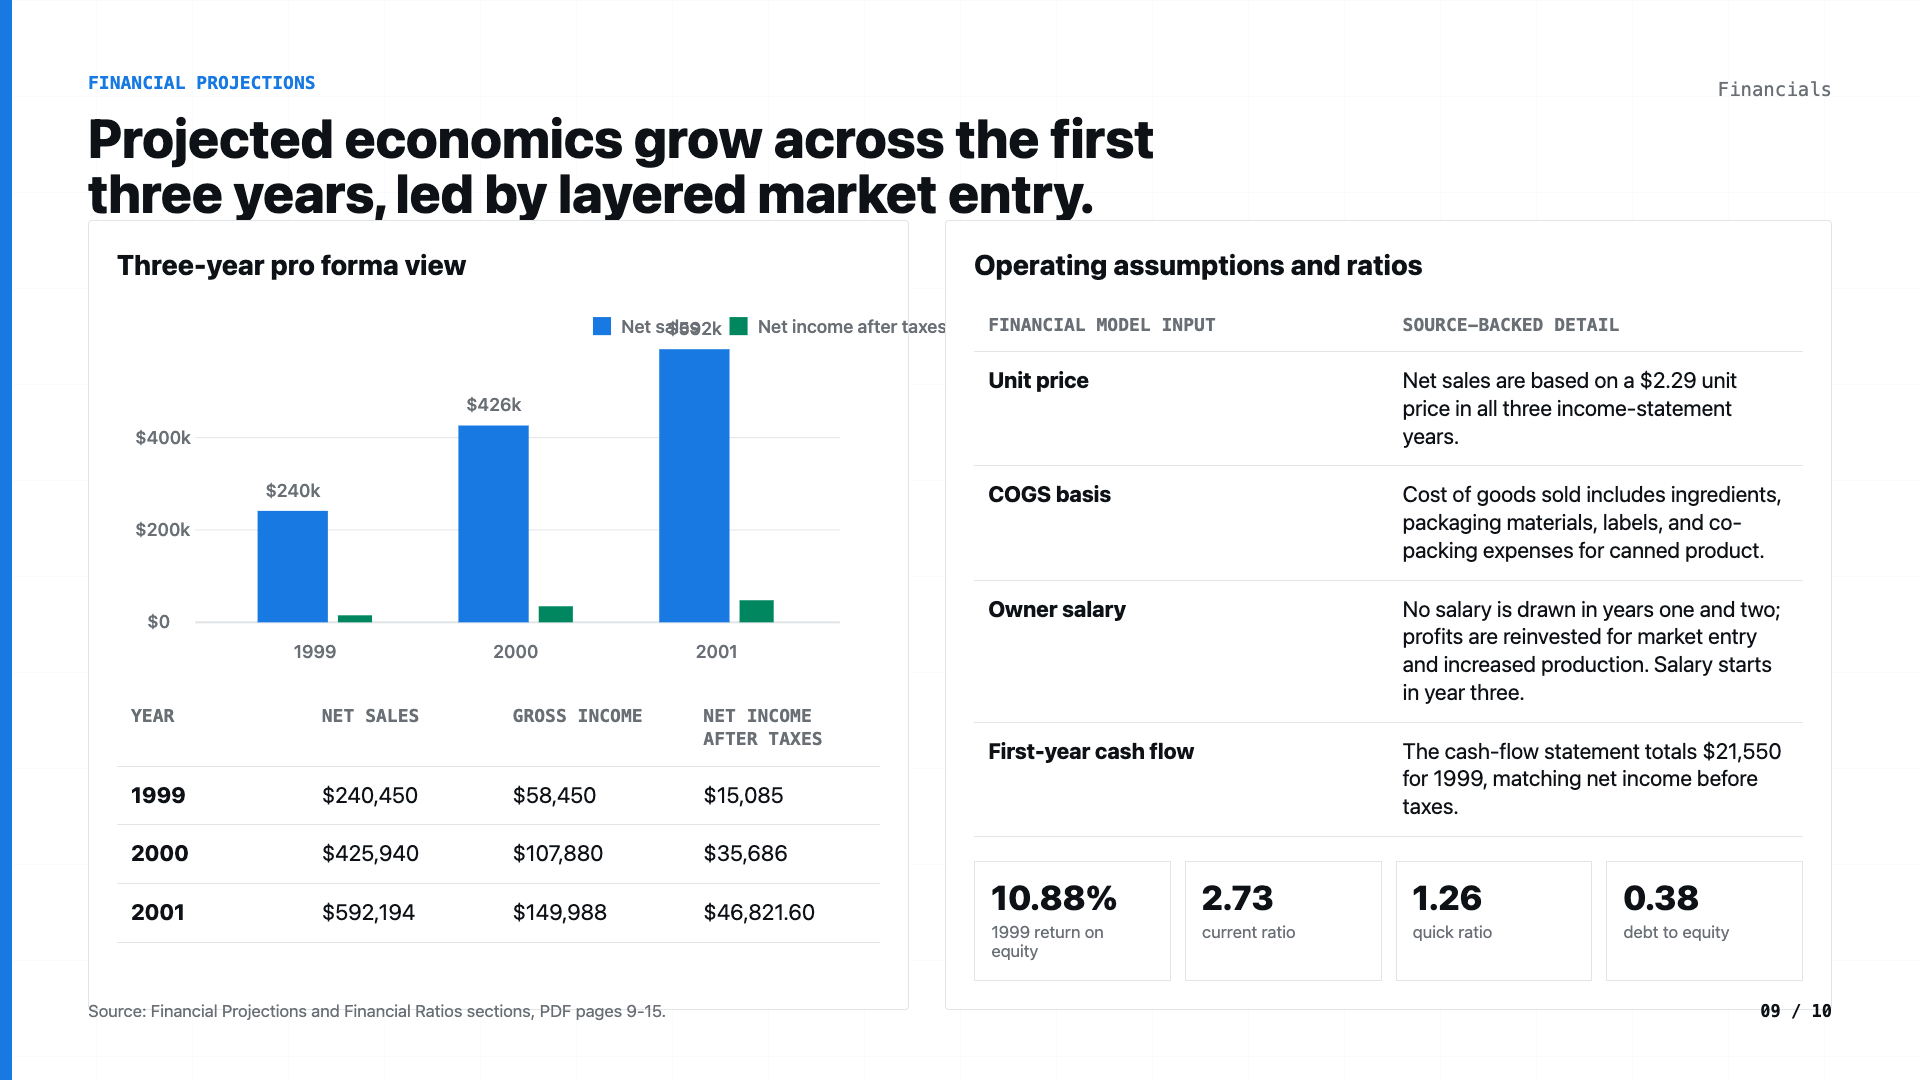 FINANCIAL PROJECTIONS
Financials
Projected economics grow across the first
three years, led by layered market entry.
Three-year pro forma view
Net sales
Net income after taxes
$592k
$426k
$400k
$240k
$200k
$0
1999
2000
2001
YEAR
NET SALES
GROSS INCOME
NET INCOME
AFTER TAXES
1999
$240,450
$58,450
$15,085
2000
$425,940
$107,880
$35,686
2001
$592,194
$149,988
$46,821.60
Operating assumptions and ratios
FINANCIAL MODEL INPUT
SOURCE-BACKED DETAIL
Unit price
Net sales are based on a $2.29 unit
price in all three income-statement
years.
COGS basis
Cost of goods sold includes ingredients,
packaging materials, labels, and co-
packing expenses for canned product.
Owner salary
No salary is drawn in years one and two;
profits are reinvested for market entry
and increased production. Salary starts
in year three.
First-year cash flow
The cash-flow statement totals $21,550
for 1999, matching net income before
taxes.
10.88%
1999 return on
equity
2.73
current ratio
1.26
quick ratio
0.38
debt to equity
Source: Financial Projections and Financial Ratios sections, PDF pages 9-15.
09 / 10